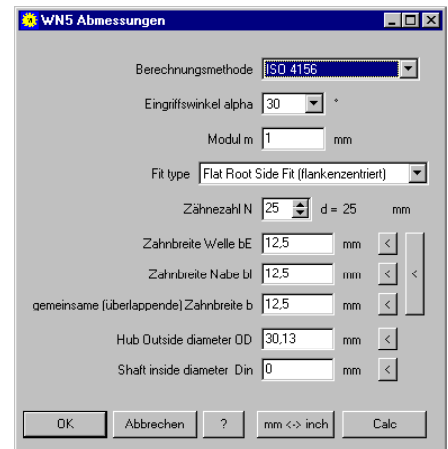 WN5 Abmessungen
Berechnungsmethode ISO 4156
Eingriffswinkel alpha 30 °
Modul m 1 mm
Fit type Flat Root Side Fit (flankenzentriert)
Zähnezahl N 25 d = 25 mm
Zahnbreite Welle bE 12,5 mm <
Zahnbreite Nabe bI 12,5 mm < <
gemeinsame (überlappende) Zahnbreite b 12,5 mm <
Hub Outside diameter OD 30,13 mm <
Shaft inside diameter Din 0 mm <
OK Abbrechen ? mm <-> inch Calc